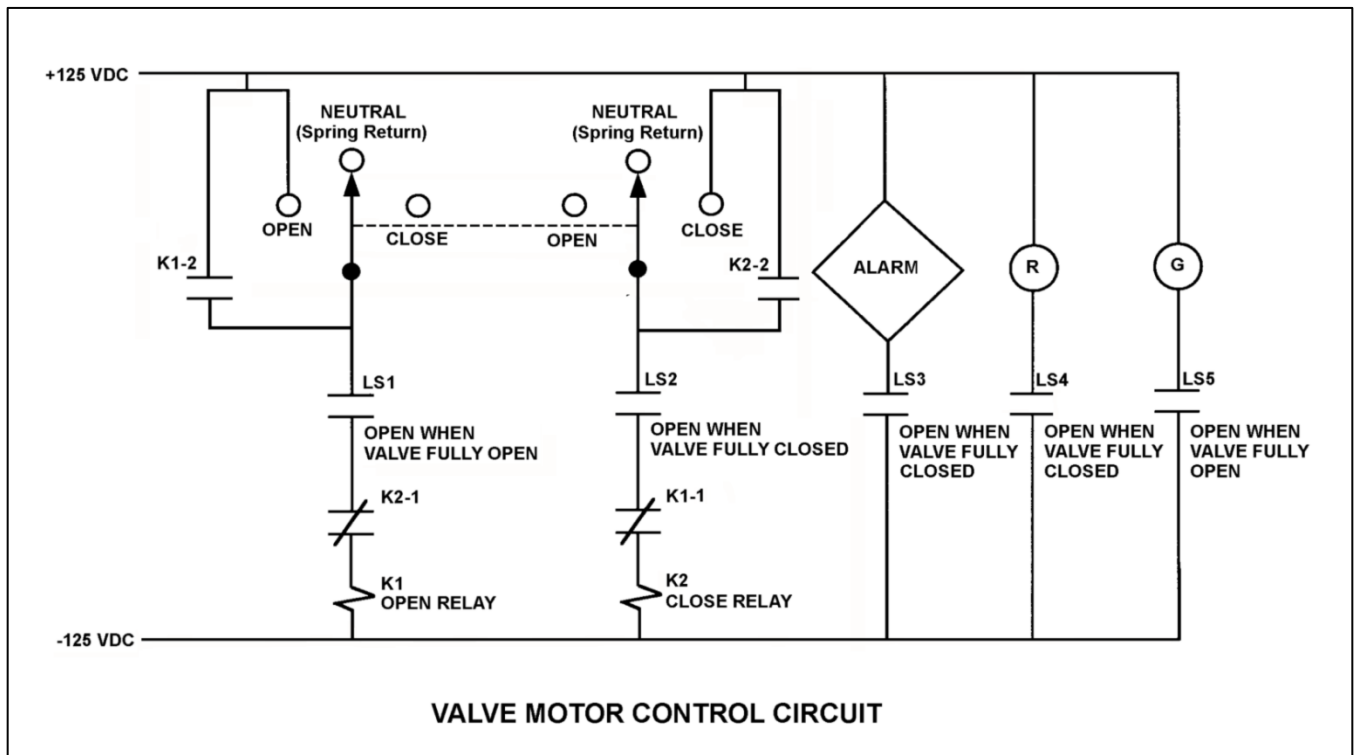 +125 VDC
NEUTRAL
(Spring Return)
NEUTRAL
(Spring Return)
OPEN
CLOSE
OPEN
CLOSE
K1-2
K2-2
ALARM
R
G
LS1
OPEN WHEN
VALVE FULLY OPEN
LS2
OPEN WHEN
VALVE FULLY CLOSED
LS3
OPEN WHEN
VALVE FULLY
CLOSED
LS4
OPEN WHEN
VALVE FULLY
CLOSED
LS5
OPEN WHEN
VALVE FULLY
OPEN
K2-1
K1-1
K1
OPEN RELAY
K2
CLOSE RELAY
-125 VDC
VALVE MOTOR CONTROL CIRCUIT